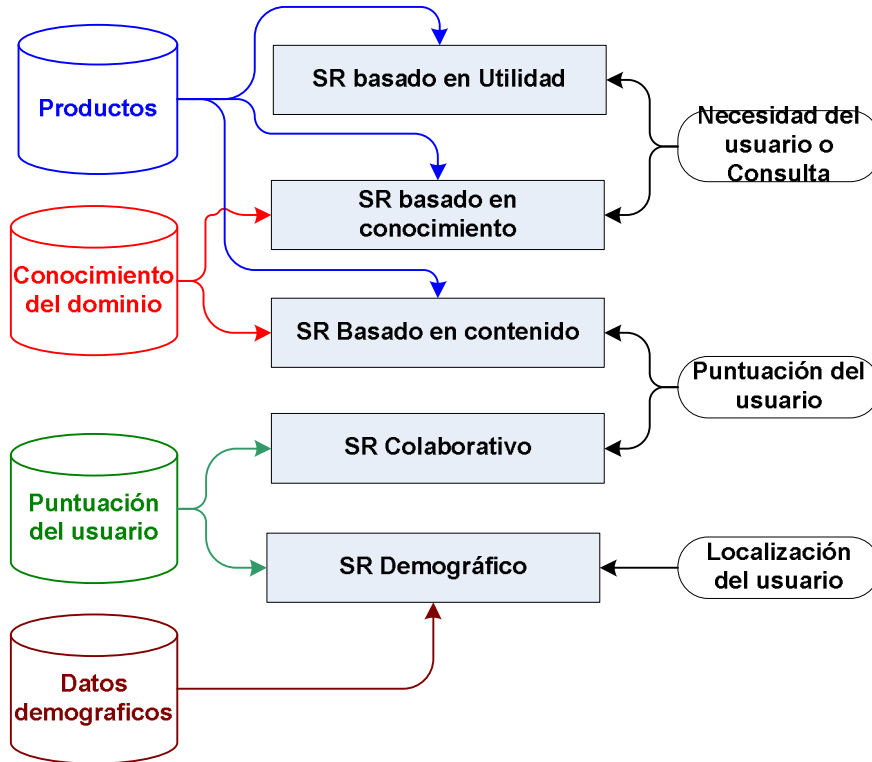 Productos
SR basado en Utilidad
Necesidad del
usuario o
Consulta
SR basado en
conocimiento
Conocimiento
del dominio
SR Basado en contenido
Puntuación del
usuario
SR Colaborativo
Puntuación
del usuario
SR Demográfico
Localización
del usuario
Datos
demograficos